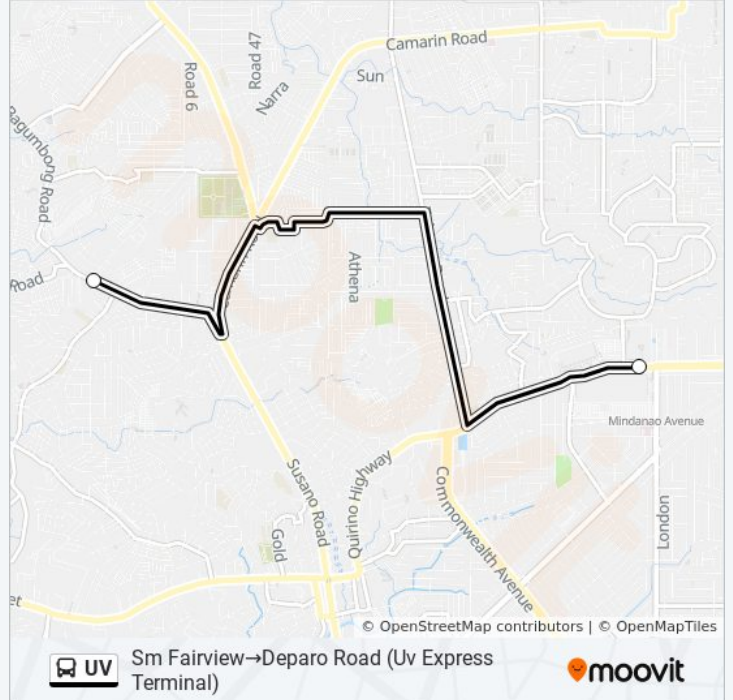 Camarin Road
Road 47
Road 6
Sun
Narra
Bagumbong Road
Athena
Road
Mindanao Avenue
Susano Road
Quirino Highway
Commonwealth Avenue
London
Gold
et
© OpenStreetMap contributors | © OpenMapTiles
UV
Sm Fairview→Deparo Road (Uv Express
Terminal)
moovit